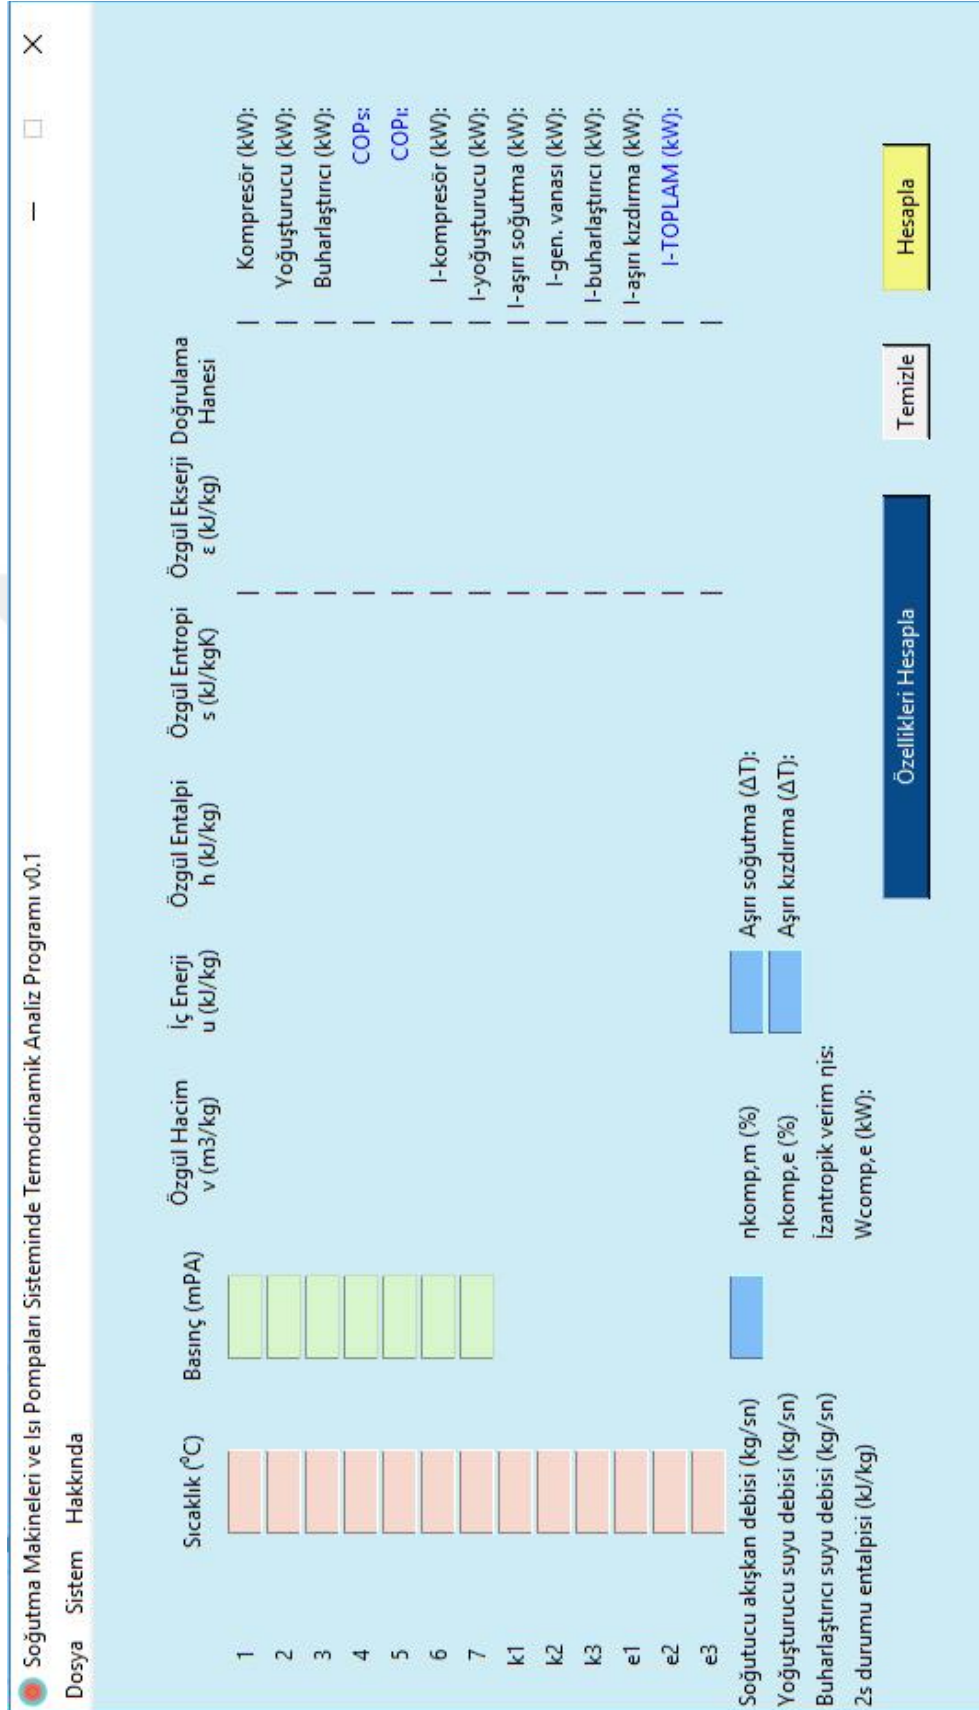 Soğutma Makineleri ve Isı Pompaları Sisteminde Termodinamik Analiz Programı v0.1
Dosya Sistem Hakkında
Sıcaklık (⁰C) Basınç (mPA) Özgül Hacim İç Enerji Özgül Entalpi Özgül Entropi Özgül Ekserji Doğrulama
v (m3/kg) u (kJ/kg) h (kJ/kg) s (kJ/kgK) ε (kJ/kg) Hanesi
1 | | Kompresör (kW):
2 | | Yoğuşturucu (kW):
3 | | Buharlaştırıcı (kW):
4 | | COPs:
5 | | COPı:
6 | | I-kompresör (kW):
7 | | I-yoğuşturucu (kW):
k1 | | I-aşırı soğutma (kW):
k2 | | I-gen. vanası (kW):
k3 | | I-buharlaştırıcı (kW):
e1 | | I-aşırı kızdırma (kW):
e2 | | I-TOPLAM (kW):
e3 | |
Soğutucu akışkan debisi (kg/sn) ηkomp,m (%) Aşırı soğutma (ΔT):
Yoğuşturucu suyu debisi (kg/sn) ηkomp,e (%) Aşırı kızdırma (ΔT):
Buharlaştırıcı suyu debisi (kg/sn) İzantropik verim ηis:
2s durumu entalpisi (kJ/kg) Wcomp,e (kW):
Özellikleri Hesapla Temizle Hesapla